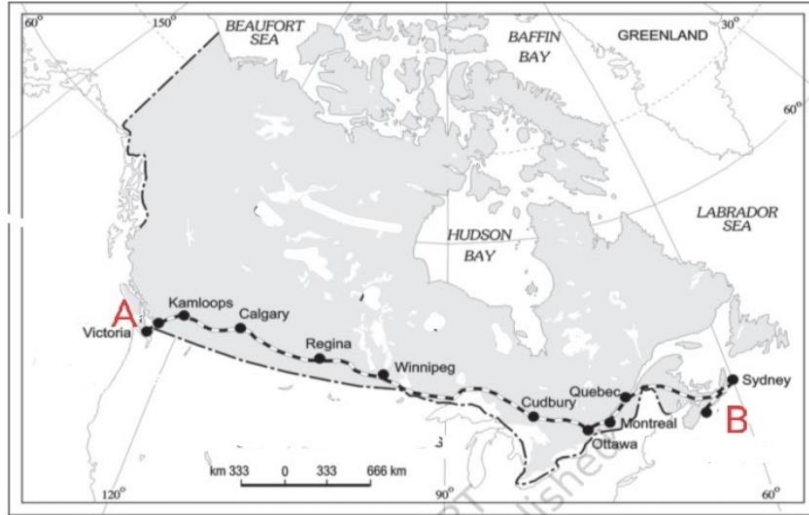 60°
150°
BEAUFORT
SEA
BAFFIN
BAY
GREENLAND
30°
60°
LABRADOR
SEA
HUDSON
BAY
A
Kamloops
Calgary
Victoria
Regina
Winnipeg
Sydney
Quebec
Cudbury
B
Montreal
Ottawa
km 333 0 333 666 km
120°
90°
60°